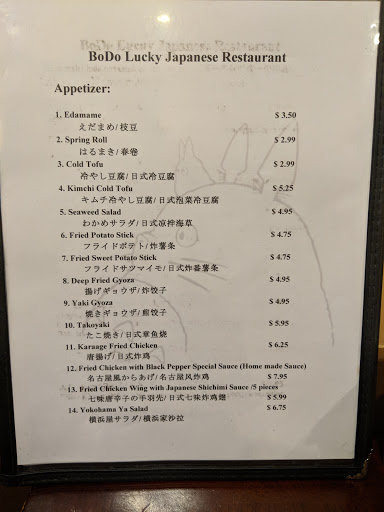 BoDo Lucky Japanese Restaurant
Appetizer:
1. Edamame $ 3.50
えだまめ/枝豆
2. Spring Roll $ 2.99
はるまき/春卷
3. Cold Tofu $ 2.99
冷やし豆腐/日式冷豆腐
4. Kimchi Cold Tofu $ 5.25
キムチ冷やし豆腐/日式泡菜冷豆腐
5. Seaweed Salad $ 4.95
わかめサラダ/日式凉拌海草
6. Fried Potato Stick $ 4.75
フライドポテト/炸薯条
7. Fried Sweet Potato Stick $ 4.75
フライドサツマイモ/日式炸蕃薯条
8. Deep Fried Gyoza $ 4.95
揚げギョウザ/炸饺子
9. Yaki Gyoza $ 4.95
焼きギョウザ/煎饺子
10. Takoyaki $ 5.95
たこ焼き/日式章鱼烧
11. Karaage Fried Chicken $ 6.25
唐揚げ/日式炸鸡
12. Fried Chicken with Black Pepper Special Sauce (Home made Sauce)
名古屋風からあげ/名古屋风炸鸡 $ 7.95
13. Fried Chicken Wing with Japanese Shichimi Sauce /5 pieces
七味唐辛子の手羽先/日式七味炸鸡翅 $ 5.99
14. Yokohama Ya Salad $ 6.75
横浜屋サラダ/横滨家沙拉